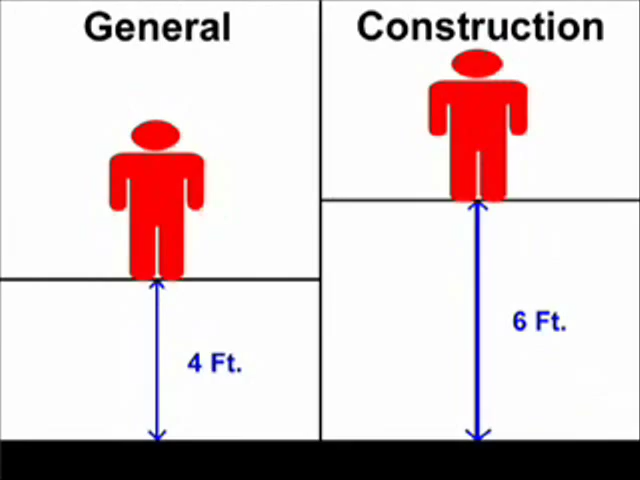 General
Construction
6 Ft.
4 Ft.